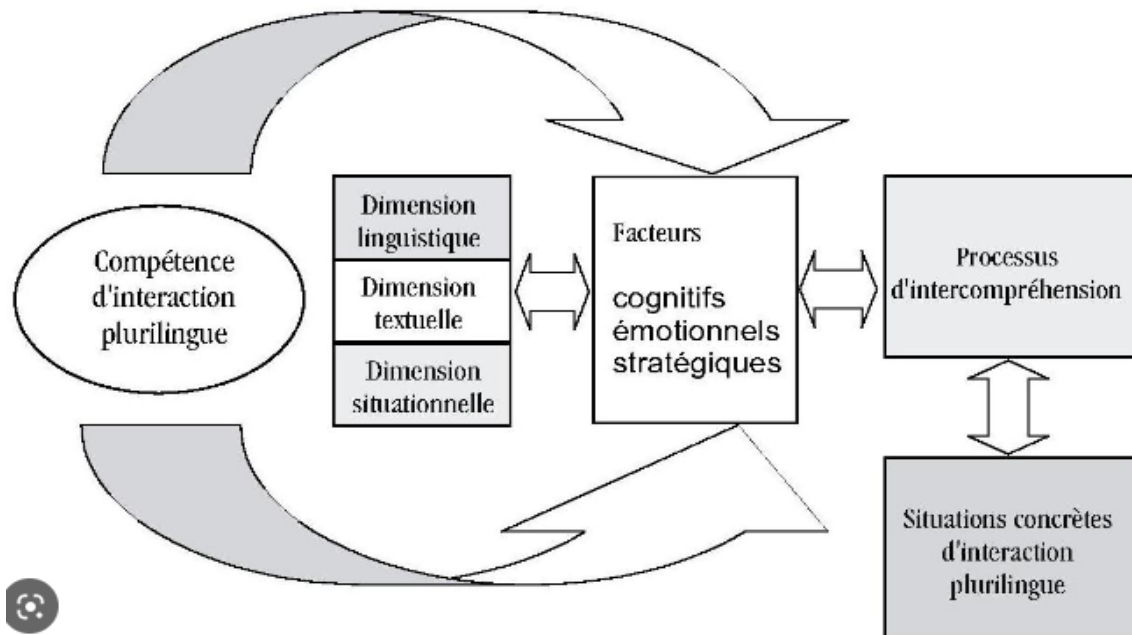 Compétence
d'interaction
plurilingue
Dimension
linguistique
Dimension
textuelle
Dimension
situationnelle
Facteurs
cognitifs
émotionnels
stratégiques
Processus
d'intercompréhension
Situations concrètes
d'interaction
plurilingue